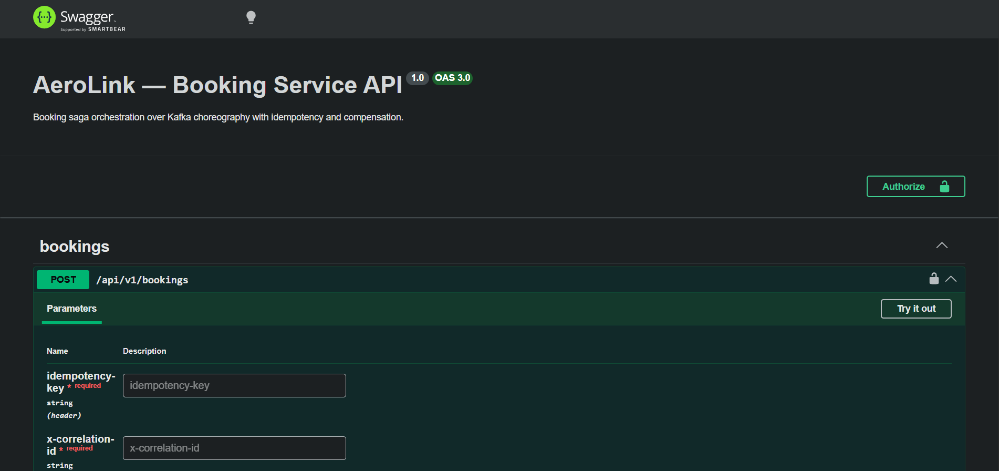 {···} Swagger™
Supported by SMARTBEAR
AeroLink — Booking Service API 1.0 OAS 3.0
Booking saga orchestration over Kafka choreography with idempotency and compensation.
Authorize
bookings
POST /api/v1/bookings
Parameters
Try it out
Name Description
idempotency-
key * required
idempotency-key
string
(header)
x-correlation-
id * required
x-correlation-id
string